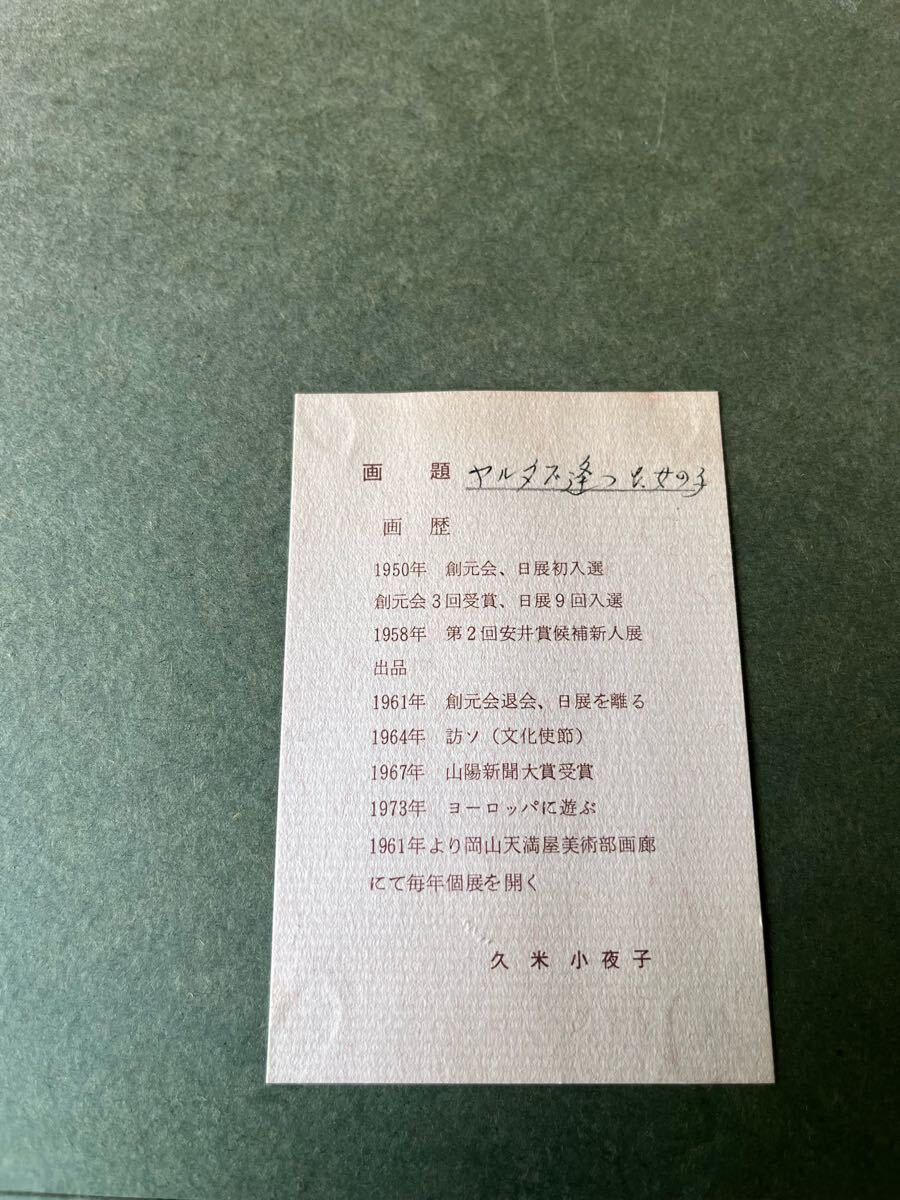 画題 ヤルタで逢った女の子
画歴
1950年 創元会、日展初入選
創元会3回受賞、日展9回入選
1958年 第2回安井賞候補新人展
出品
1961年 創元会退会、日展を離る
1964年 訪ソ（文化使節）
1967年 山陽新聞大賞受賞
1973年 ヨーロッパに遊ぶ
1961年より岡山天満屋美術部画廊
にて毎年個展を開く
久米小夜子